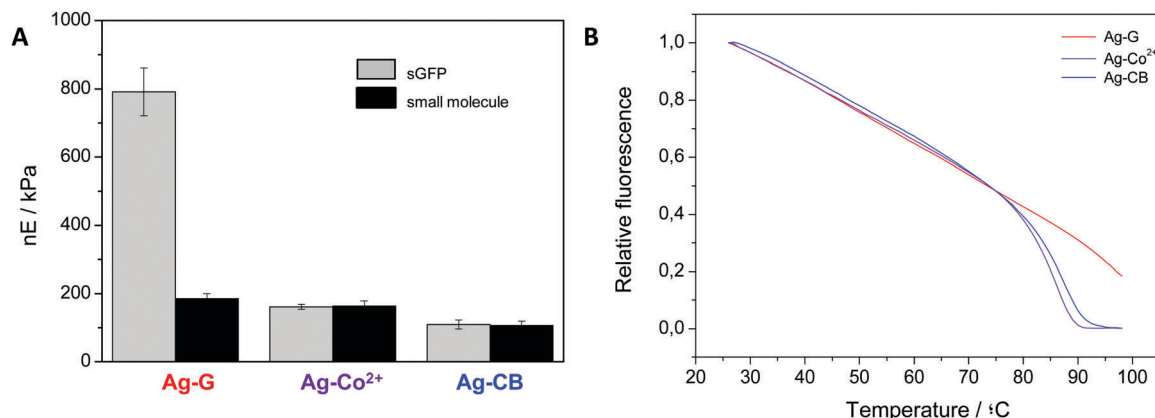 A
nE / kPa
1000
800
600
400
200
0
sGFP
small molecule
Ag-G Ag-Co²⁺ Ag-CB
B
Relative fluorescence
1,0
0,8
0,6
0,4
0,2
0,0
Ag-G
Ag-Co²⁺
Ag-CB
20 30 40 50 60 70 80 90 100
Temperature / °C